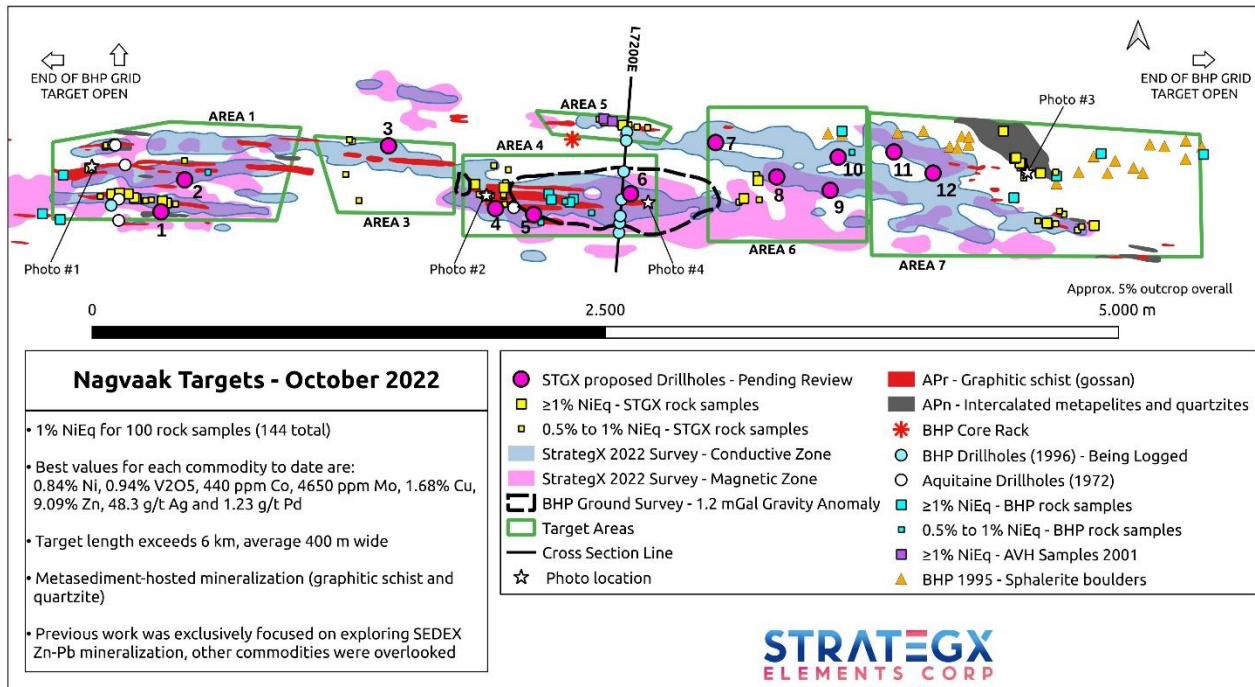 L7200E
END OF BHP GRID
TARGET OPEN
END OF BHP GRID
TARGET OPEN
AREA 1
AREA 5
Photo #3
3
7
AREA 4
11
10
12
2
6
8
9
1
4
5
AREA 3
AREA 6
AREA 7
Photo #1
Photo #2
Photo #4
Approx. 5% outcrop overall
0
2.500
5.000 m
Nagvaak Targets - October 2022
• 1% NiEq for 100 rock samples (144 total)
• Best values for each commodity to date are:
0.84% Ni, 0.94% V2O5, 440 ppm Co, 4650 ppm Mo, 1.68% Cu,
9.09% Zn, 48.3 g/t Ag and 1.23 g/t Pd
• Target length exceeds 6 km, average 400 m wide
• Metasediment-hosted mineralization (graphitic schist and
quartzite)
• Previous work was exclusively focused on exploring SEDEX
Zn-Pb mineralization, other commodities were overlooked
STGX proposed Drillholes - Pending Review
≥1% NiEq - STGX rock samples
0.5% to 1% NiEq - STGX rock samples
StrategX 2022 Survey - Conductive Zone
StrategX 2022 Survey - Magnetic Zone
BHP Ground Survey - 1.2 mGal Gravity Anomaly
Target Areas
Cross Section Line
Photo location
APr - Graphitic schist (gossan)
APn - Intercalated metapelites and quartzites
BHP Core Rack
BHP Drillholes (1996) - Being Logged
Aquitaine Drillholes (1972)
≥1% NiEq - BHP rock samples
0.5% to 1% NiEq - BHP rock samples
≥1% NiEq - AVH Samples 2001
BHP 1995 - Sphalerite boulders
STRATEGX
ELEMENTS CORP